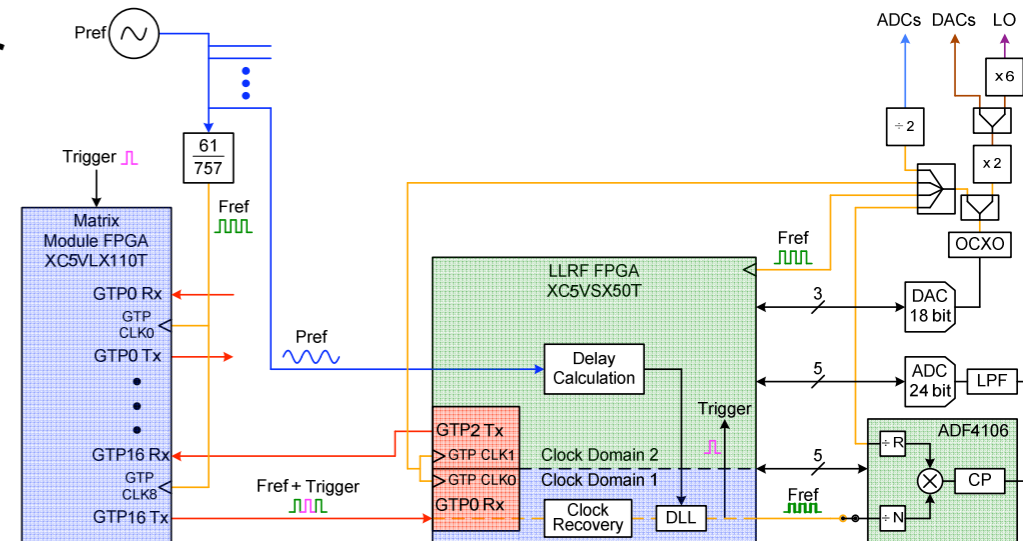 ADCs DACs LO
Pref
x6
÷2
61
757
Trigger
x2
Fref
Matrix
Module FPGA
XC5VLX110T
Fref
OCXO
LLRF FPGA
XC5VSX50T
GTP0 Rx
3
DAC
18 bit
GTP
CLK0
Pref
GTP0 Tx
Delay
Calculation
5
ADC
24 bit
LPF
Trigger
GTP2 Tx
ADF4106
÷R
GTP16 Rx
GTP CLK1
Clock Domain 2
5
GTP
CLK8
GTP CLK0
Clock Domain 1
CP
Fref + Trigger
Fref
GTP0 Rx
Clock
Recovery
DLL
÷N
GTP16 Tx